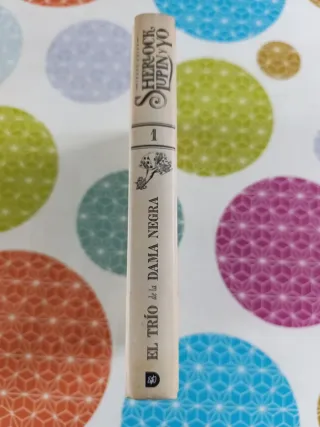 SHERLOCK,
LUPIN Y YO
1
EL TRÍO de la DAMA NEGRA